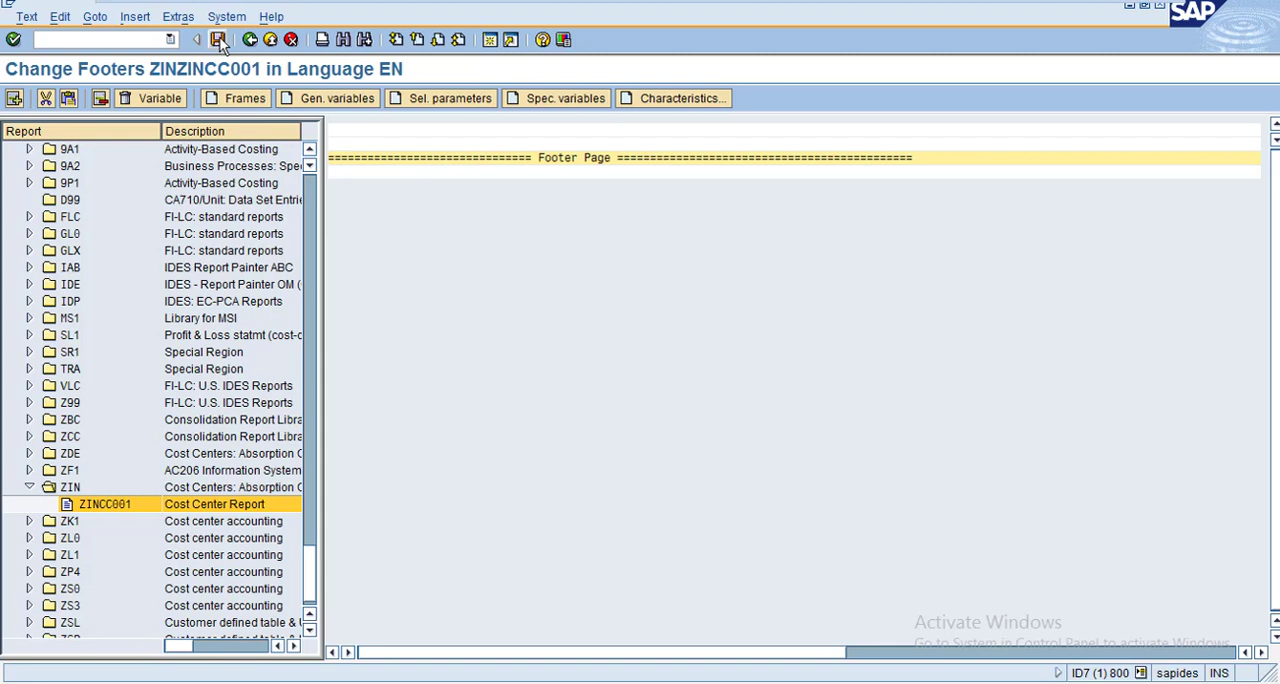 Text Edit Goto Insert Extras System Help
SAP
Change Footers ZINZINCC001 in Language EN
Variable Frames Gen. variables Sel. parameters Spec. variables Characteristics...
Report Description
9A1 Activity-Based Costing
9A2 Business Processes: Spe
9P1 Activity-Based Costing
D99 CA710/Unit: Data Set Entrie
FLC FI-LC: standard reports
GL0 FI-LC: standard reports
GLX FI-LC: standard reports
IAB IDES Report Painter ABC
IDE IDES - Report Painter OM (
IDP IDES: EC-PCA Reports
MS1 Library for MSI
SL1 Profit & Loss statmt (cost-o
SR1 Special Region
TRA Special Region
VLC FI-LC: U.S. IDES Reports
Z99 FI-LC: U.S. IDES Reports
ZBC Consolidation Report Libra
ZCC Consolidation Report Libra
ZDE Cost Centers: Absorption C
ZF1 AC206 Information System
ZIN Cost Centers: Absorption C
ZINCC001 Cost Center Report
ZK1 Cost center accounting
ZL0 Cost center accounting
ZL1 Cost center accounting
ZP4 Cost center accounting
ZS0 Cost center accounting
ZS3 Cost center accounting
ZSL Customer defined table &
=============================== Footer Page =============================================
Activate Windows
Go to System in Control Panel to activate Windows.
ID7 (1) 800 sapides INS